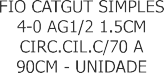 FIO CATGUT SIMPLES
4-0 AG1/2 1.5CM
CIRC.CIL.C/70 A
90CM - UNIDADE